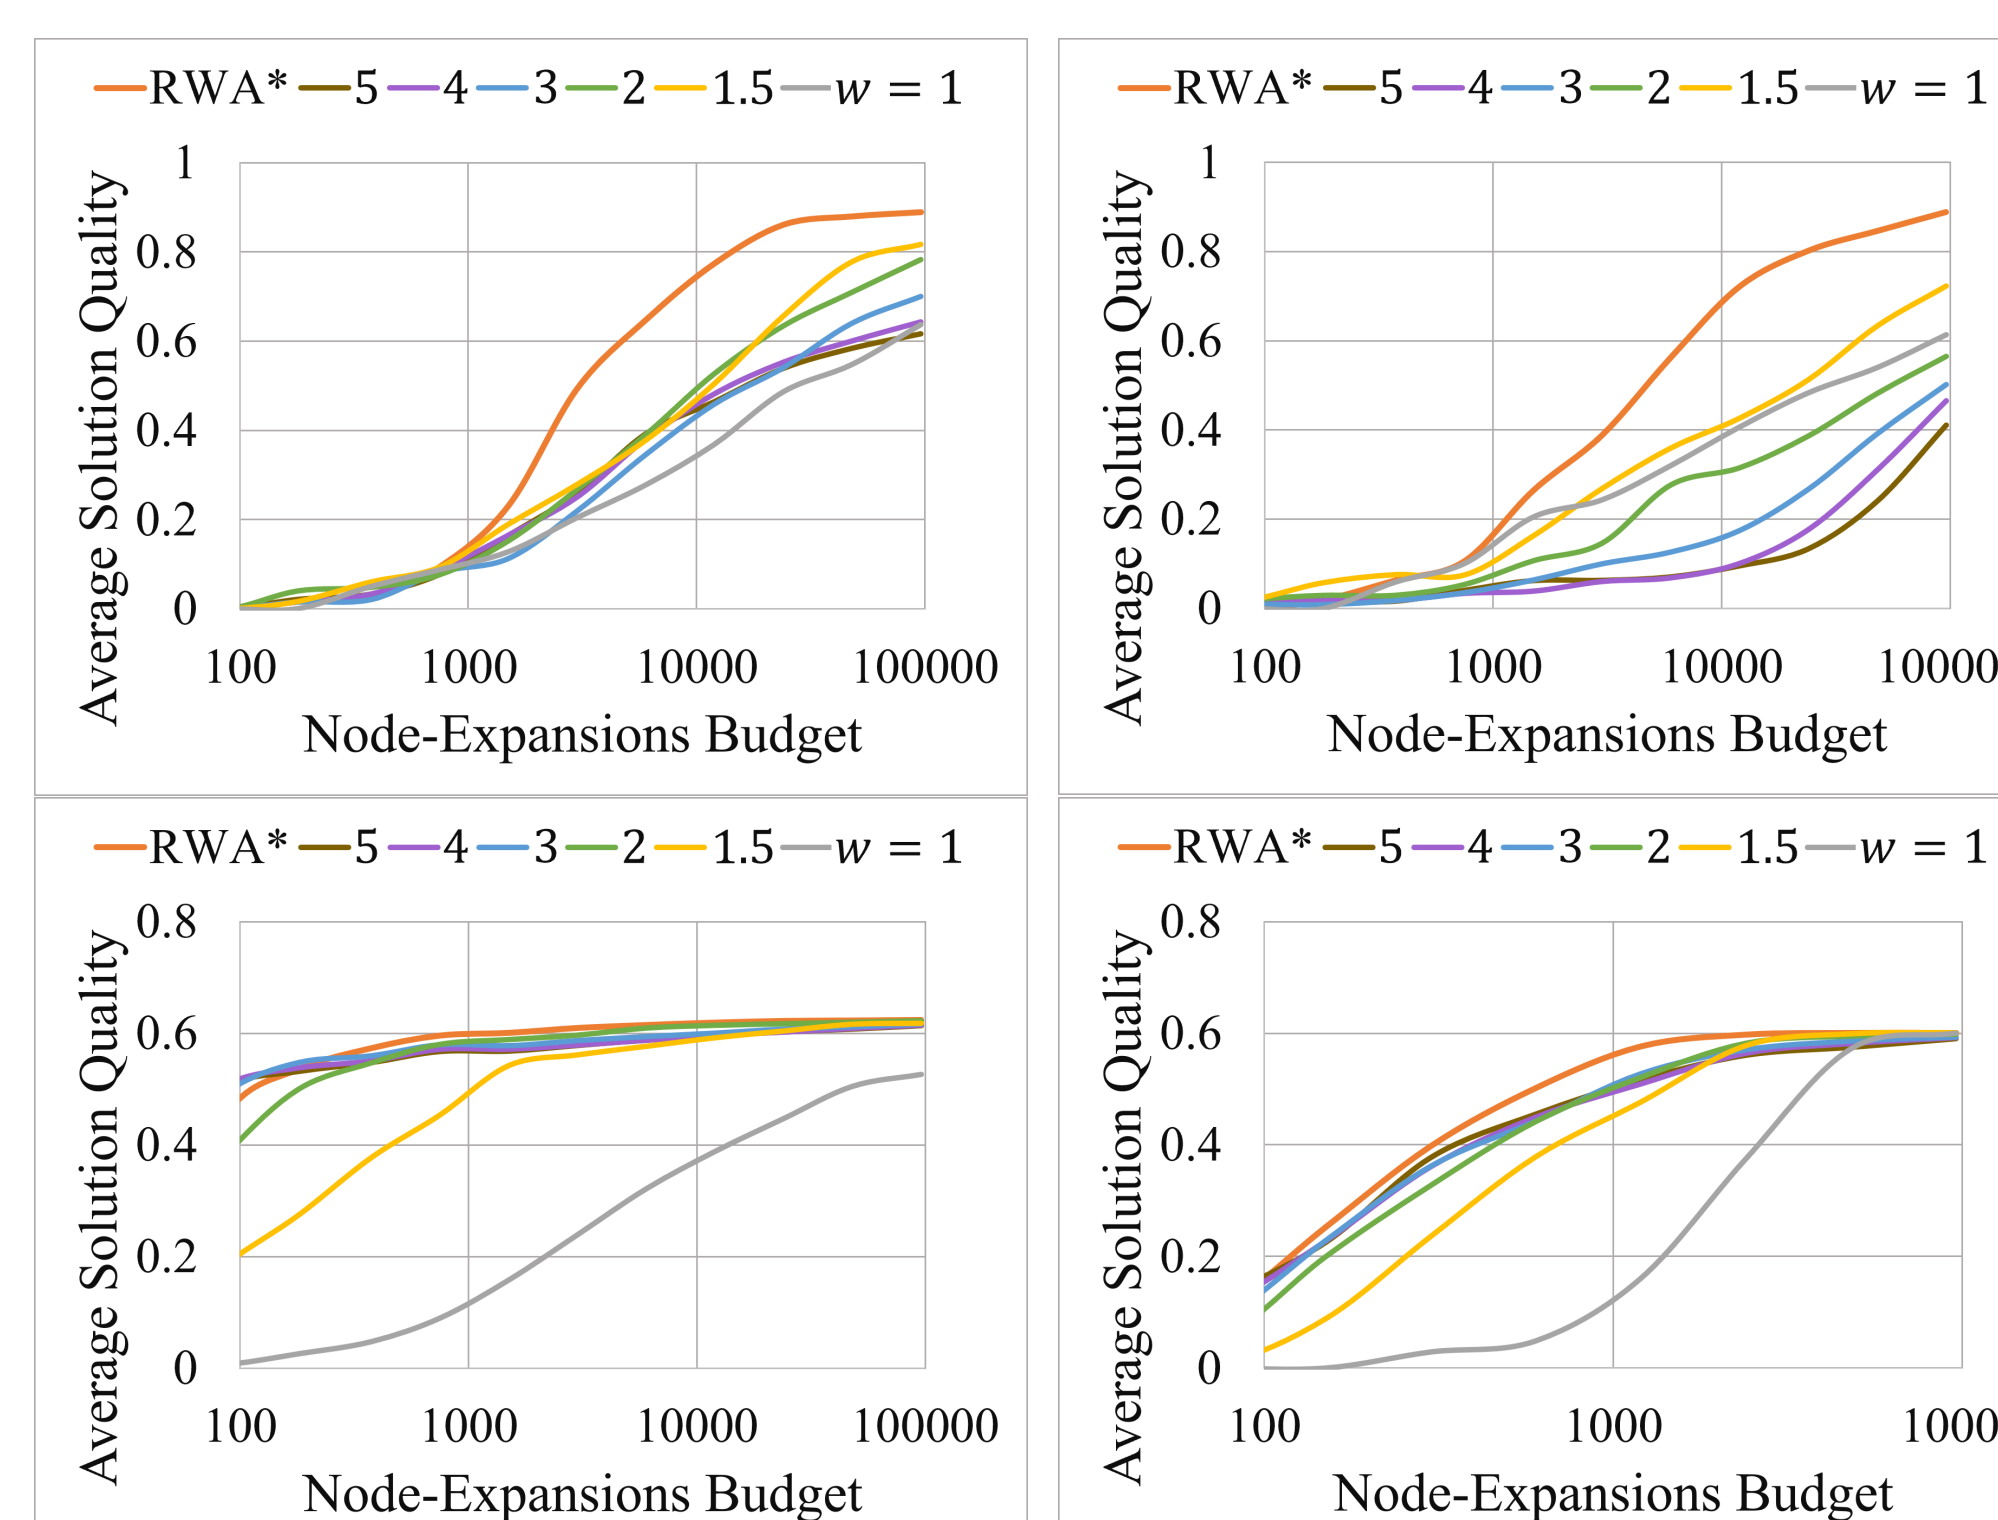 RWA* 5 4 3 2 1.5 w = 1
Average Solution Quality
1
0.8
0.6
0.4
0.2
0
100 1000 10000 100000
Node-Expansions Budget
RWA* 5 4 3 2 1.5 w = 1
Average Solution Quality
1
0.8
0.6
0.4
0.2
0
100 1000 10000 10000
Node-Expansions Budget
RWA* 5 4 3 2 1.5 w = 1
Average Solution Quality
0.8
0.6
0.4
0.2
0
100 1000 10000 100000
Node-Expansions Budget
RWA* 5 4 3 2 1.5 w = 1
Average Solution Quality
0.8
0.6
0.4
0.2
0
100 1000 1000
Node-Expansions Budget